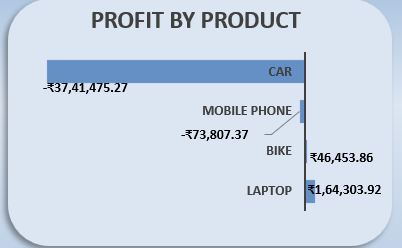 PROFIT BY PRODUCT
CAR
-₹37,41,475.27
MOBILE PHONE
-₹73,807.37
BIKE
₹46,453.86
LAPTOP
₹1,64,303.92